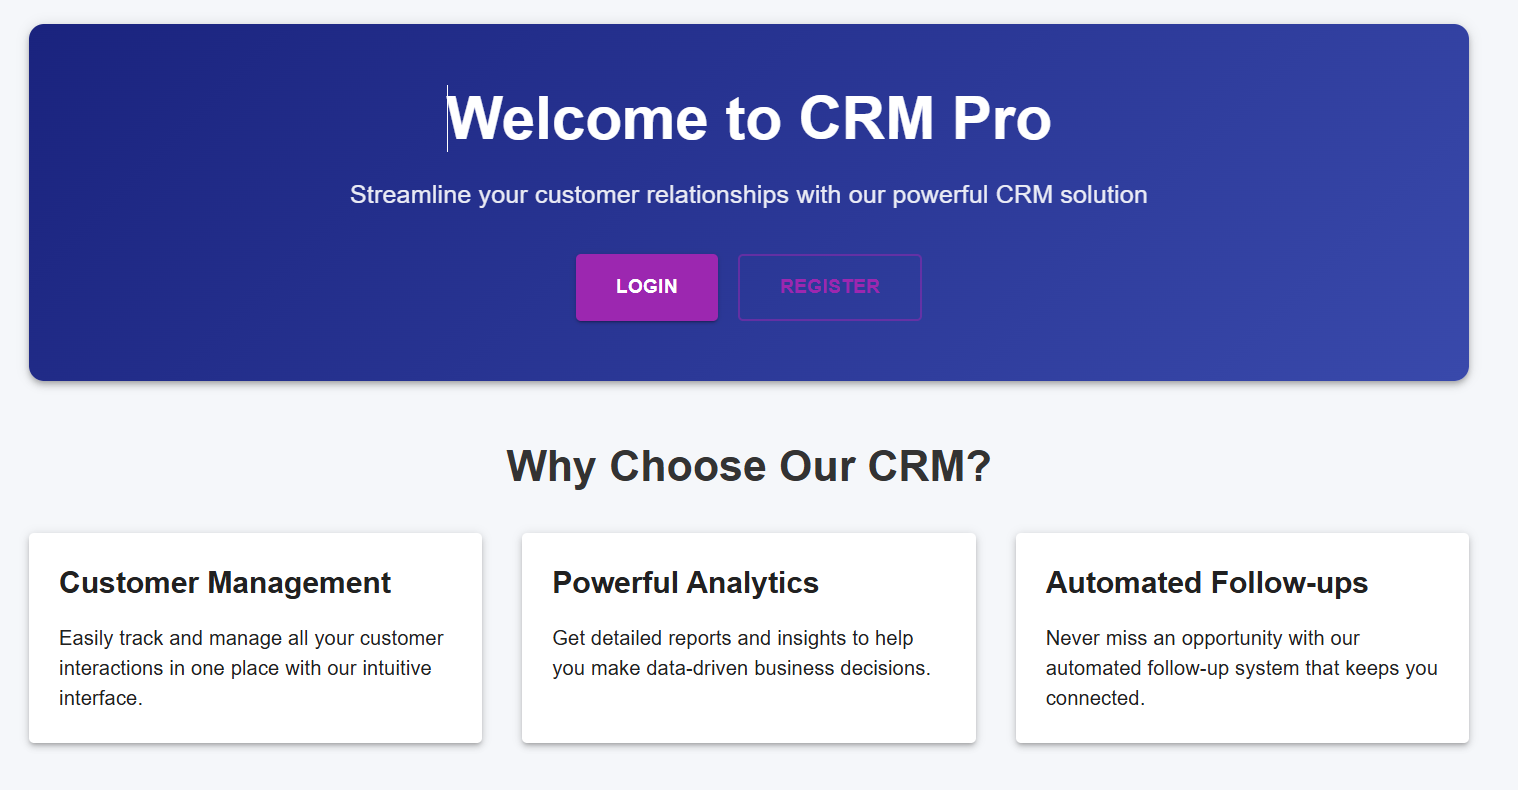 Welcome to CRM Pro
Streamline your customer relationships with our powerful CRM solution
LOGIN
REGISTER
Why Choose Our CRM?
Customer Management
Easily track and manage all your customer
interactions in one place with our intuitive
interface.
Powerful Analytics
Get detailed reports and insights to help
you make data-driven business decisions.
Automated Follow-ups
Never miss an opportunity with our
automated follow-up system that keeps you
connected.